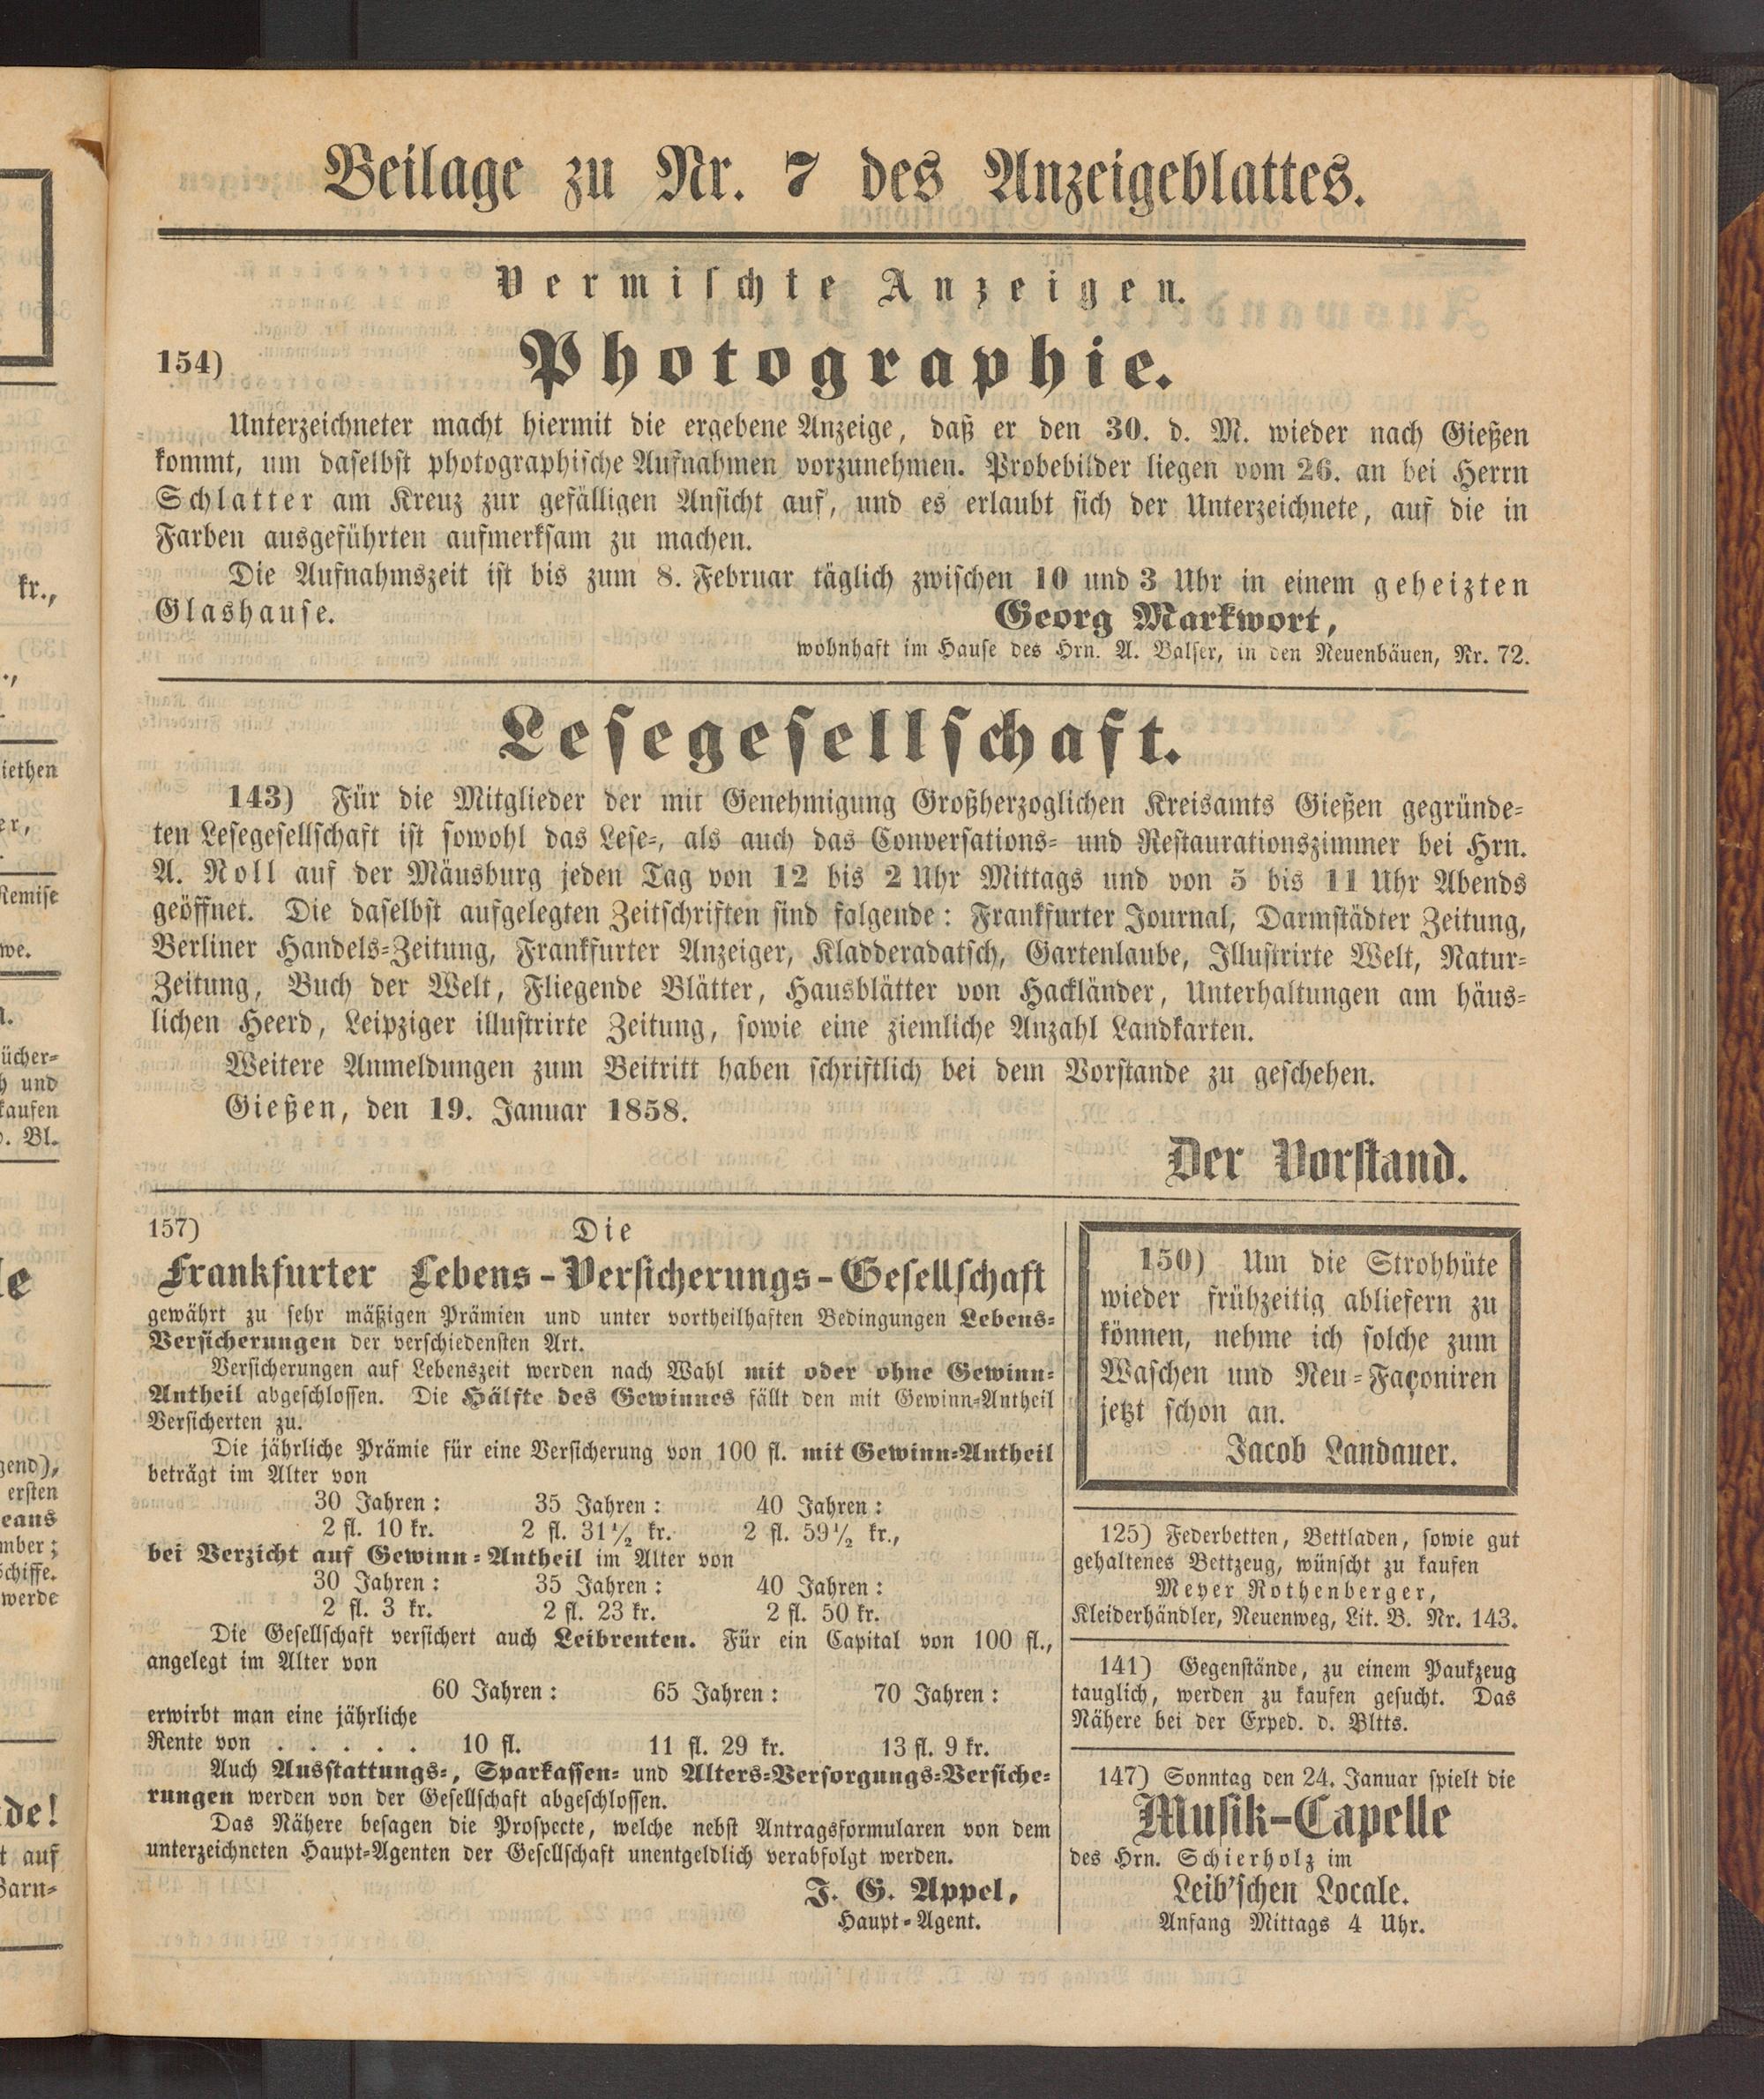 Beilage zu Nr. 7 des Anzeigeblattes.
Vermischte Anzeigen.
154) Photographie.
Unterzeichneter macht hiermit die ergebene Anzeige, daß er den 30. d. M. wieder nach Gießen
kommt, um daselbst photographische Aufnahmen vorzunehmen. Probebilder liegen vom 26. an bei Herrn
Schlatter am Kreuz zur gefälligen Ansicht auf, und es erlaubt sich der Unterzeichnete, auf die in
Farben ausgeführten aufmerksam zu machen.
Die Aufnahmszeit ist bis zum 8. Februar täglich zwischen 10 und 3 Uhr in einem geheizten
Glashause. Georg Markwort,
wohnhaft im Hause des Hrn. A. Balser, in den Neuenbäuen, Nr. 72.
Lesegesellschaft.
143) Für die Mitglieder der mit Genehmigung Großherzoglichen Kreisamts Gießen gegründe-
ten Lesegesellschaft ist sowohl das Lese-, als auch das Conversations- und Restaurationszimmer bei Hrn.
A. Noll auf der Mäusburg jeden Tag von 12 bis 2 Uhr Mittags und von 5 bis 11 Uhr Abends
geöffnet. Die daselbst aufgelegten Zeitschriften sind folgende: Frankfurter Journal, Darmstädter Zeitung,
Berliner Handels-Zeitung, Frankfurter Anzeiger, Kladderadatsch, Gartenlaube, Illustrirte Welt, Natur-
Zeitung, Buch der Welt, Fliegende Blätter, Hausblätter von Hackländer, Unterhaltungen am häus-
lichen Heerd, Leipziger illustrirte Zeitung, sowie eine ziemliche Anzahl Landkarten.
Weitere Anmeldungen zum Beitritt haben schriftlich bei dem Vorstande zu geschehen.
Gießen, den 19. Januar 1858.
Der Vorstand.
157) Die
Frankfurter Lebens-Versicherungs-Gesellschaft
gewährt zu sehr mäßigen Prämien und unter vortheilhaften Bedingungen Lebens-
Versicherungen der verschiedensten Art.
Versicherungen auf Lebenszeit werden nach Wahl mit oder ohne Gewinn-
Antheil abgeschlossen. Die Hälfte des Gewinnes fällt den mit Gewinn-Antheil
Versicherten zu.
Die jährliche Prämie für eine Versicherung von 100 fl. mit Gewinn-Antheil
beträgt im Alter von
30 Jahren: 35 Jahren: 40 Jahren:
2 fl. 10 kr. 2 fl. 31 1/2 kr. 2 fl. 59 1/2 kr.,
bei Verzicht auf Gewinn-Antheil im Alter von
30 Jahren: 35 Jahren: 40 Jahren:
2 fl. 3 kr. 2 fl. 23 kr. 2 fl. 50 kr.
Die Gesellschaft versichert auch Leibrenten. Für ein Capital von 100 fl.,
angelegt im Alter von
60 Jahren: 65 Jahren: 70 Jahren:
erwirbt man eine jährliche
Rente von . . . . . 10 fl. 11 fl. 29 kr. 13 fl. 9 kr.
Auch Ausstattungs-, Sparkassen- und Alters-Versorgungs-Versiche-
rungen werden von der Gesellschaft abgeschlossen.
Das Nähere besagen die Prospecte, welche nebst Antragsformularen von dem
unterzeichneten Haupt-Agenten der Gesellschaft unentgeldlich verabfolgt werden.
J. G. Appel,
Haupt-Agent.
150) Um die Strohhüte
wieder frühzeitig abliefern zu
können, nehme ich solche zum
Waschen und Neu-Façoniren
jetzt schon an.
Jacob Landauer.
125) Federbetten, Bettladen, sowie gut
gehaltenes Bettzeug, wünscht zu kaufen
Meyer Rothenberger,
Kleiderhändler, Neuenweg, Lit. B. Nr. 143.
141) Gegenstände, zu einem Paukzeug
tauglich, werden zu kaufen gesucht. Das
Nähere bei der Exped. d. Bltts.
147) Sonntag den 24. Januar spielt die
Musik-Capelle
des Hrn. Schierholz im
Leib'schen Locale.
Anfang Mittags 4 Uhr.